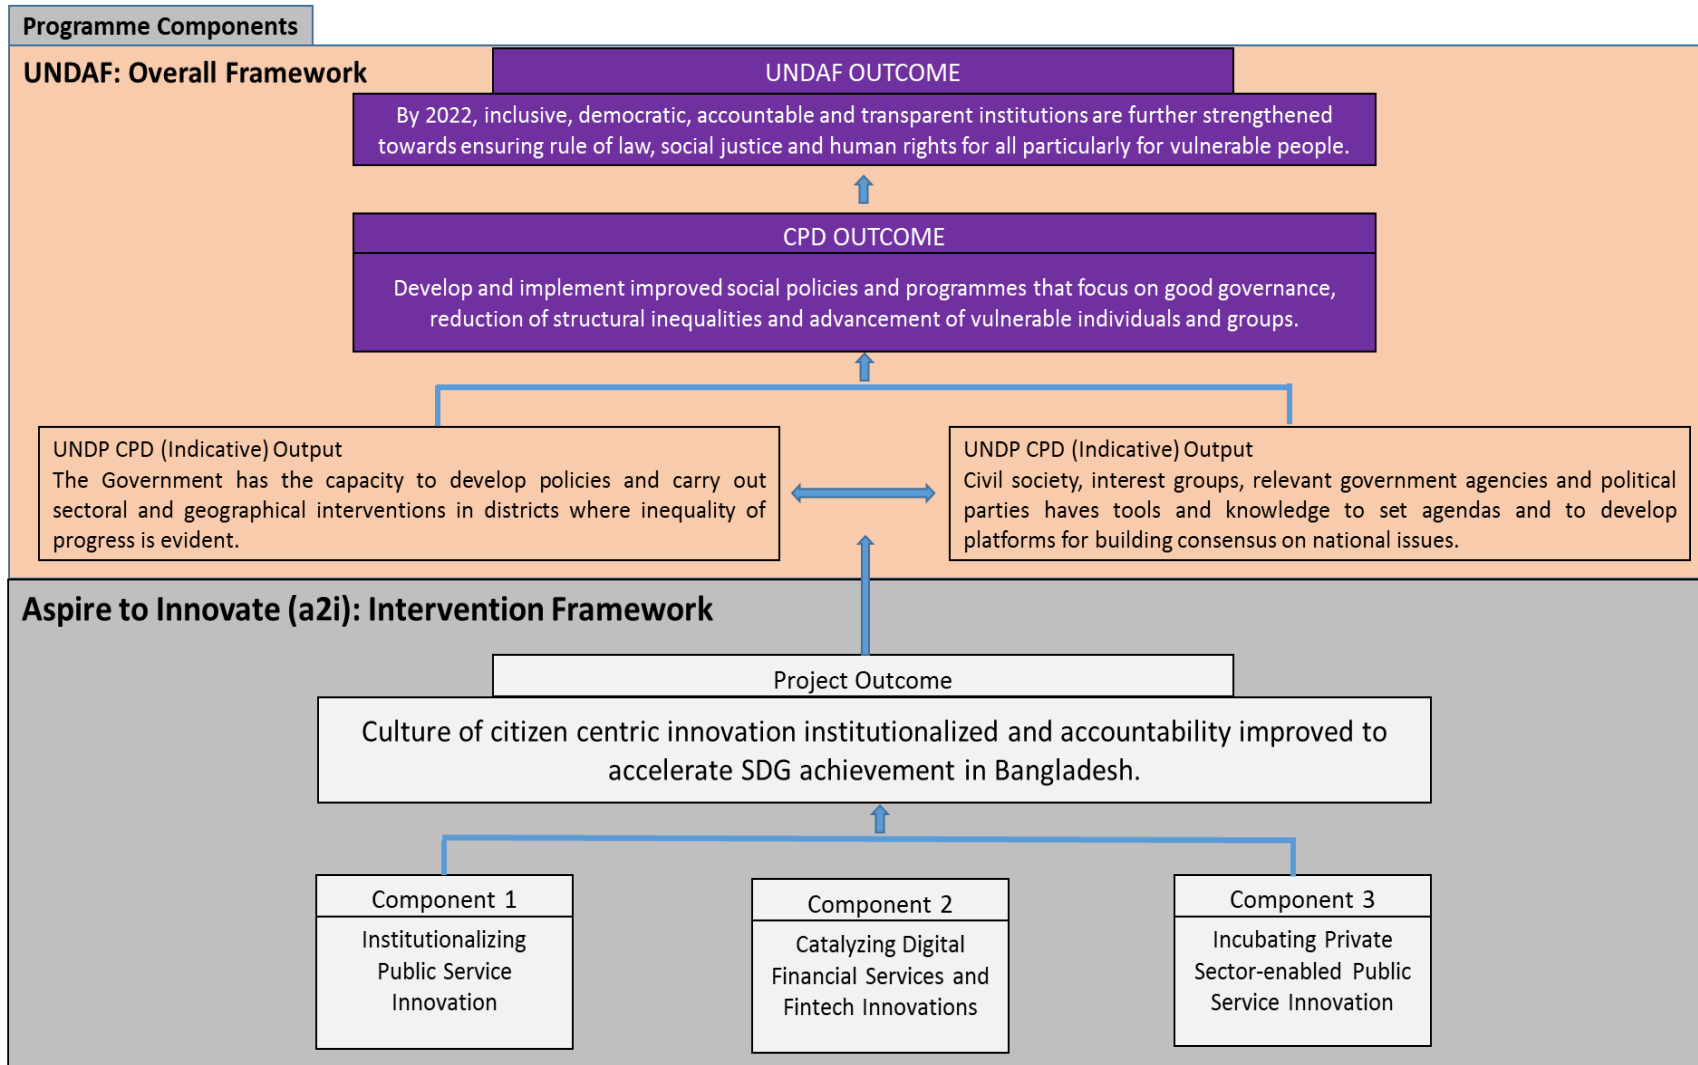 Programme Components
UNDAF: Overall Framework
UNDAF OUTCOME
By 2022, inclusive, democratic, accountable and transparent institutions are further strengthened
towards ensuring rule of law, social justice and human rights for all particularly for vulnerable people.
CPD OUTCOME
Develop and implement improved social policies and programmes that focus on good governance,
reduction of structural inequalities and advancement of vulnerable individuals and groups.
UNDP CPD (Indicative) Output
The Government has the capacity to develop policies and carry out
sectoral and geographical interventions in districts where inequality of
progress is evident.
UNDP CPD (Indicative) Output
Civil society, interest groups, relevant government agencies and political
parties haves tools and knowledge to set agendas and to develop
platforms for building consensus on national issues.
Aspire to Innovate (a2i): Intervention Framework
Project Outcome
Culture of citizen centric innovation institutionalized and accountability improved to
accelerate SDG achievement in Bangladesh.
Component 1
Institutionalizing
Public Service
Innovation
Component 2
Catalyzing Digital
Financial Services and
Fintech Innovations
Component 3
Incubating Private
Sector-enabled Public
Service Innovation